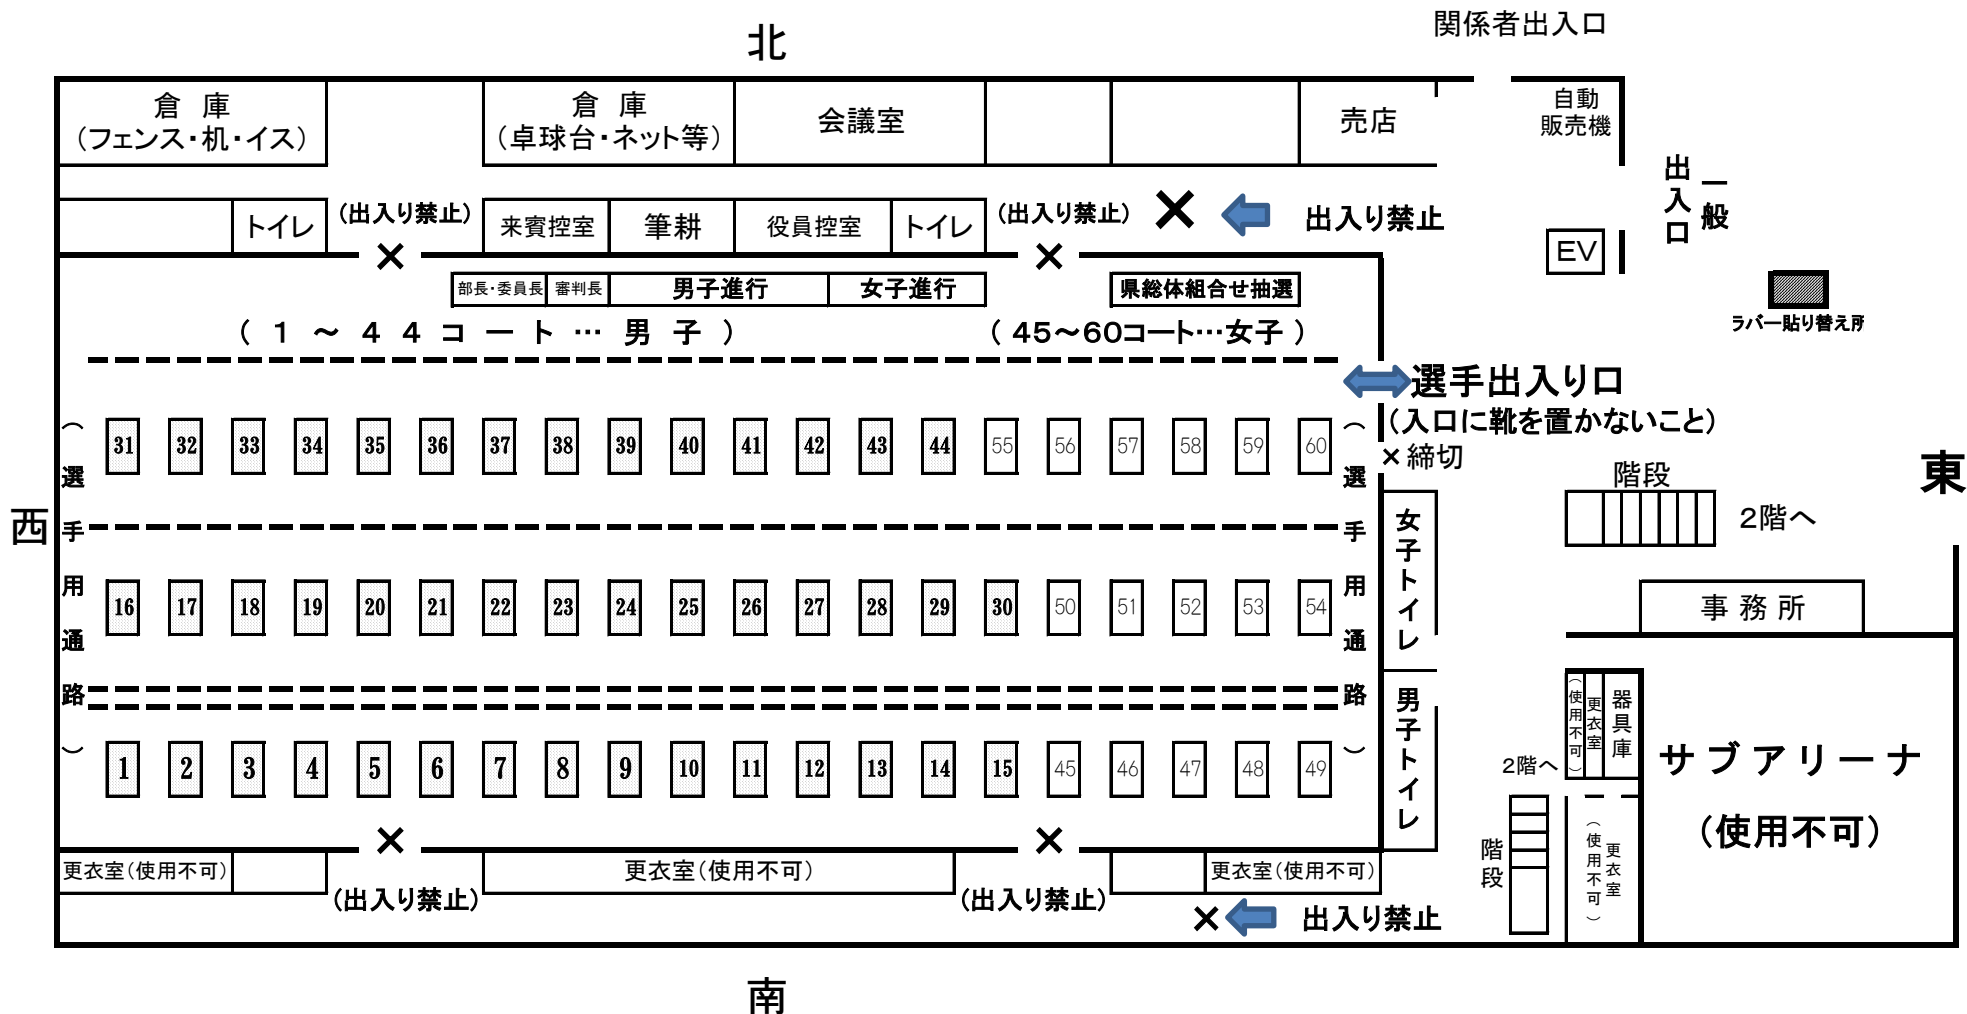 関係者出入口
北
倉 庫
（フェンス・机・イス）
倉 庫
（卓球台・ネット等）
会議室
売店
自動
販売機
一般
出入口
トイレ
（出入り禁止）
×
来賓控室
筆耕
役員控室
トイレ
（出入り禁止）
×
×
出入り禁止
ＥＶ
部長・委員長
審判長
男子進行
女子進行
県総体組合せ抽選
ラバー貼り替え所
（ １ ～ ４ ４ コ ー ト … 男 子 ）
（45～60コート…女子）
選手出入り口
（入口に靴を置かないこと）
×締切
（選手用通路）
31 32 33 34 35 36 37 38 39 40 41 42 43 44 55 56 57 58 59 60
（選手用通路）
階段
2階へ
東
西
女子トイレ
16 17 18 19 20 21 22 23 24 25 26 27 28 29 30 50 51 52 53 54
事務所
男子トイレ
1 2 3 4 5 6 7 8 9 10 11 12 13 14 15 45 46 47 48 49
器具庫
更衣室
（使用不可）
2階へ
サブアリーナ
（使用不可）
階段
更衣室
（使用不可）
×
×
更衣室（使用不可）
更衣室（使用不可）
更衣室（使用不可）
（出入り禁止）
（出入り禁止）
×
出入り禁止
南